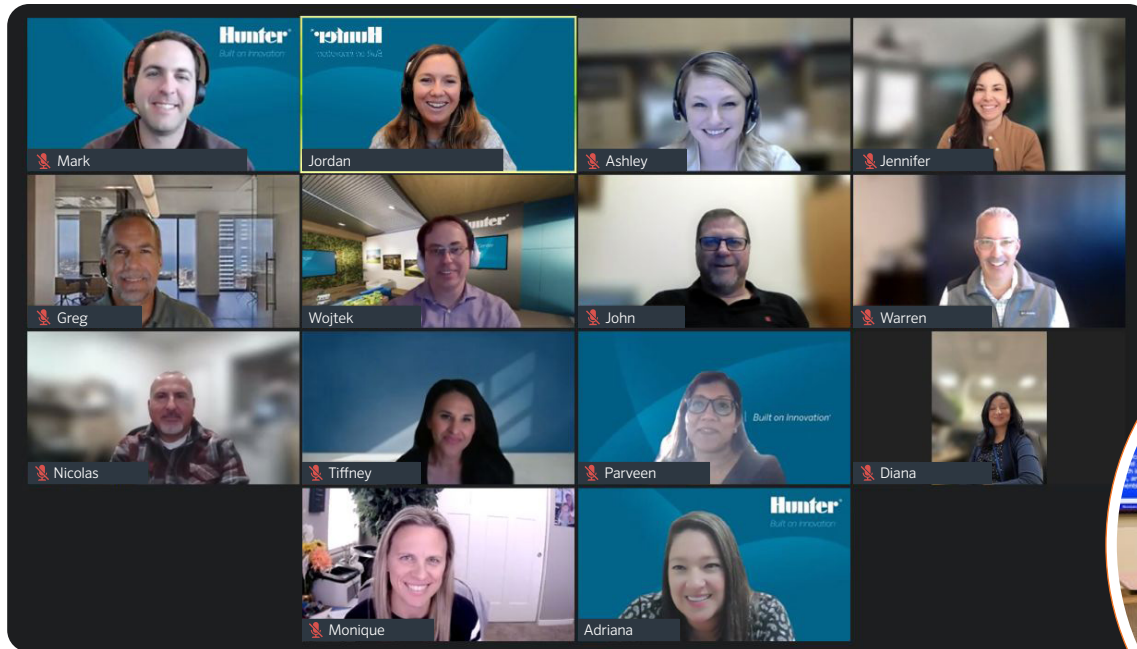 Hunter®
Built on Innovation
Hunter®
Built on Innovation
Mark
Jordan
Ashley
Jennifer
Hunter®
Greg
Wojtek
John
Warren
Built on Innovation®
Nicolas
Tiffney
Parveen
Diana
Hunter®
Built on Innovation
Monique
Adriana